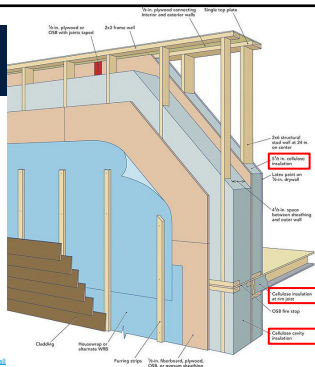 ½-in. plywood connecting
interior and exterior walls
Single top plate
½-in. plywood or
OSB with joints taped
2x3 frame wall
2x6 structural
stud wall at 24 in.
on center
5½-in. cellulose
insulation
Latex paint on
½-in. drywall
4½-in. space
between sheathing
and outer wall
Cellulose insulation
at rim joist
OSB fire stop
Cellulose cavity
insulation
Cladding
Housewrap or
alternate WRB
Furring strips
½-in. fiberboard, plywood,
OSB, or gypsum sheathing